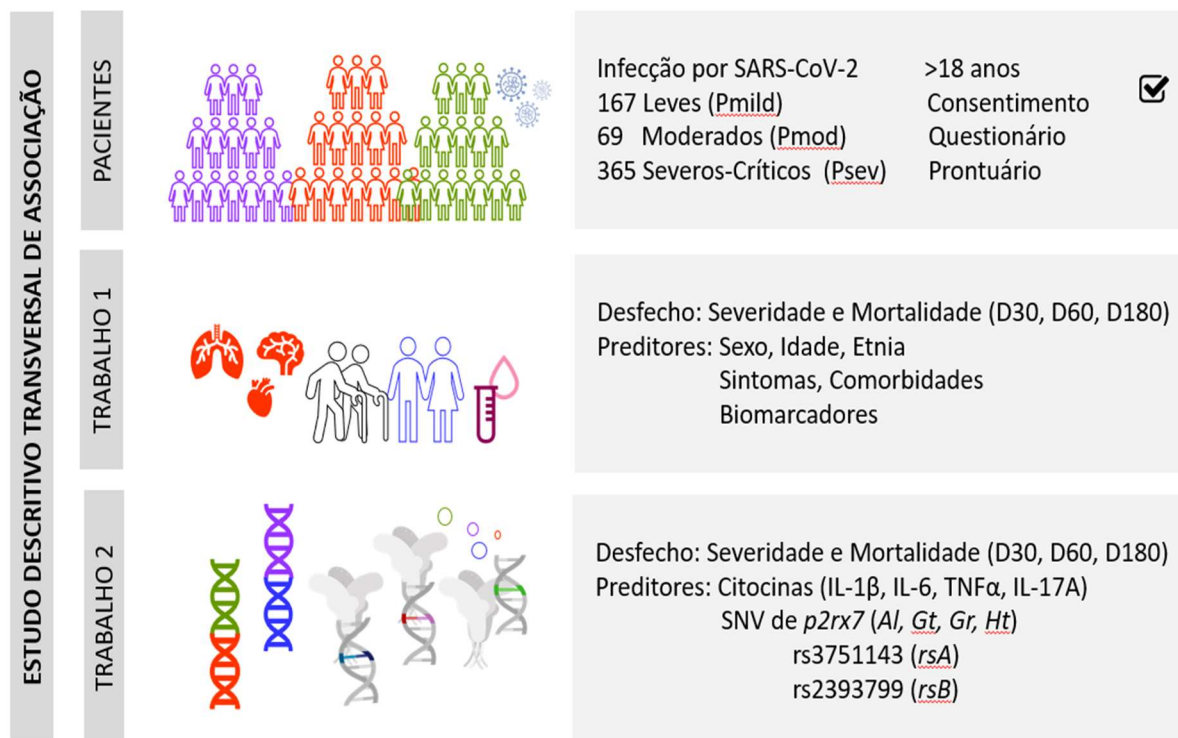 ESTUDO DESCRITIVO TRANSVERSAL DE ASSOCIAÇÃO
PACIENTES
Infecção por SARS-CoV-2 >18 anos
167 Leves (Pmild) Consentimento
69 Moderados (Pmod) Questionário
365 Severos-Críticos (Psev) Prontuário
TRABALHO 1
Desfecho: Severidade e Mortalidade (D30, D60, D180)
Preditores: Sexo, Idade, Etnia
Sintomas, Comorbidades
Biomarcadores
TRABALHO 2
Desfecho: Severidade e Mortalidade (D30, D60, D180)
Preditores: Citocinas (IL-1β, IL-6, TNFα, IL-17A)
SNV de p2rx7 (Al, Gt, Gr, Ht)
rs3751143 (rsA)
rs2393799 (rsB)